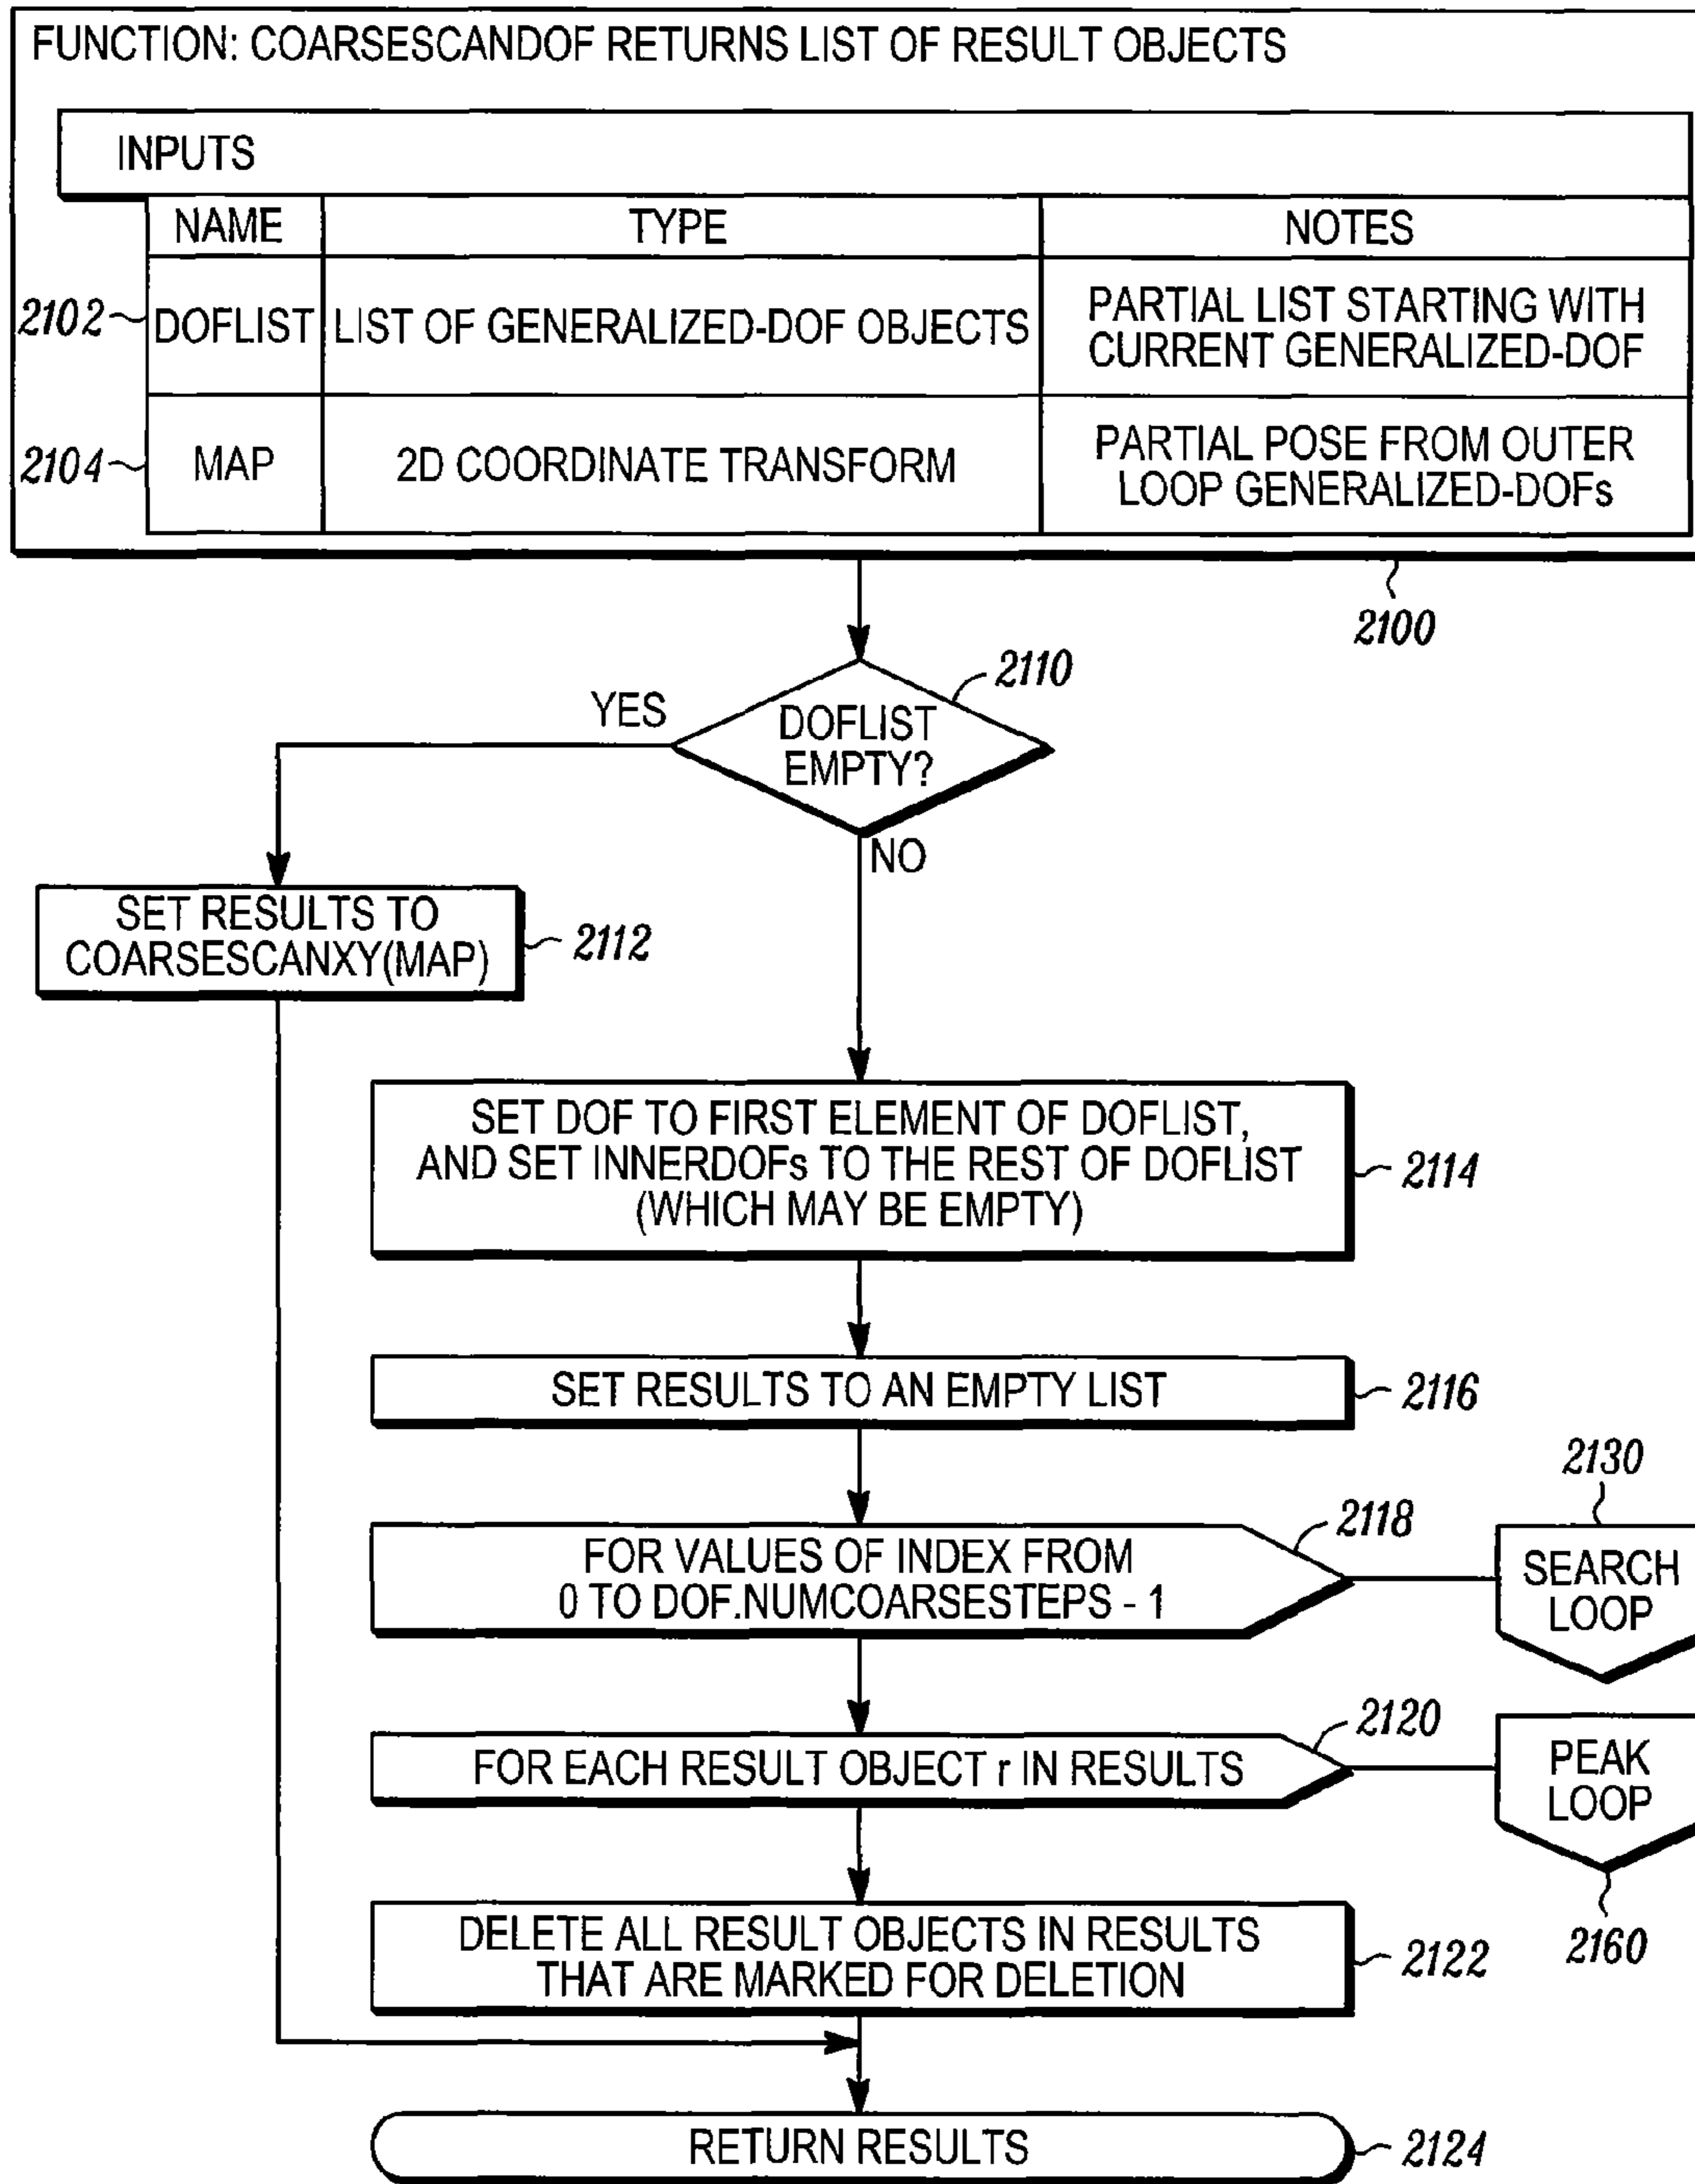 FUNCTION: COARSESCANDOF RETURNS LIST OF RESULT OBJECTS
INPUTS
NAME
TYPE
NOTES
2102
DOFLIST
LIST OF GENERALIZED-DOF OBJECTS
PARTIAL LIST STARTING WITH
CURRENT GENERALIZED-DOF
2104
MAP
2D COORDINATE TRANSFORM
PARTIAL POSE FROM OUTER
LOOP GENERALIZED-DOFs
2100
2110
YES
DOFLIST
EMPTY?
NO
SET RESULTS TO
COARSESCANXY(MAP)
2112
SET DOF TO FIRST ELEMENT OF DOFLIST,
AND SET INNERDOFs TO THE REST OF DOFLIST
(WHICH MAY BE EMPTY)
2114
SET RESULTS TO AN EMPTY LIST
2116
2130
2118
FOR VALUES OF INDEX FROM
0 TO DOF.NUMCOARSESTEPS - 1
SEARCH
LOOP
2120
FOR EACH RESULT OBJECT r IN RESULTS
PEAK
LOOP
2160
DELETE ALL RESULT OBJECTS IN RESULTS
THAT ARE MARKED FOR DELETION
2122
RETURN RESULTS
2124